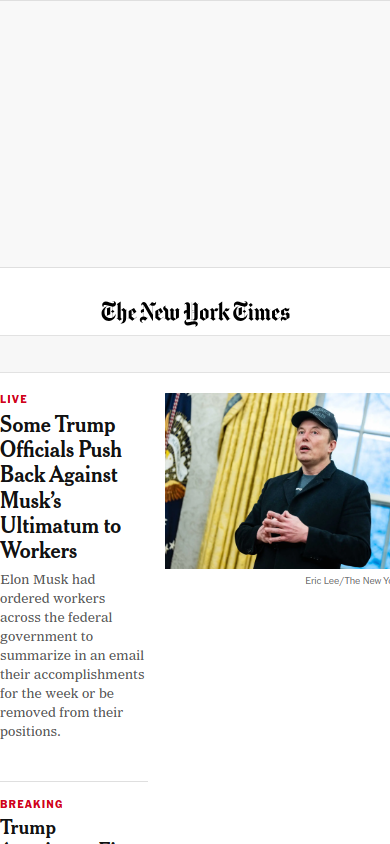 The New York Times
LIVE
Some Trump
Officials Push
Back Against
Musk's
Ultimatum to
Workers
Elon Musk had
ordered workers
across the federal
government to
summarize in an email
their accomplishments
for the week or be
removed from their
positions.
Eric Lee/The New Yo
BREAKING
Trump